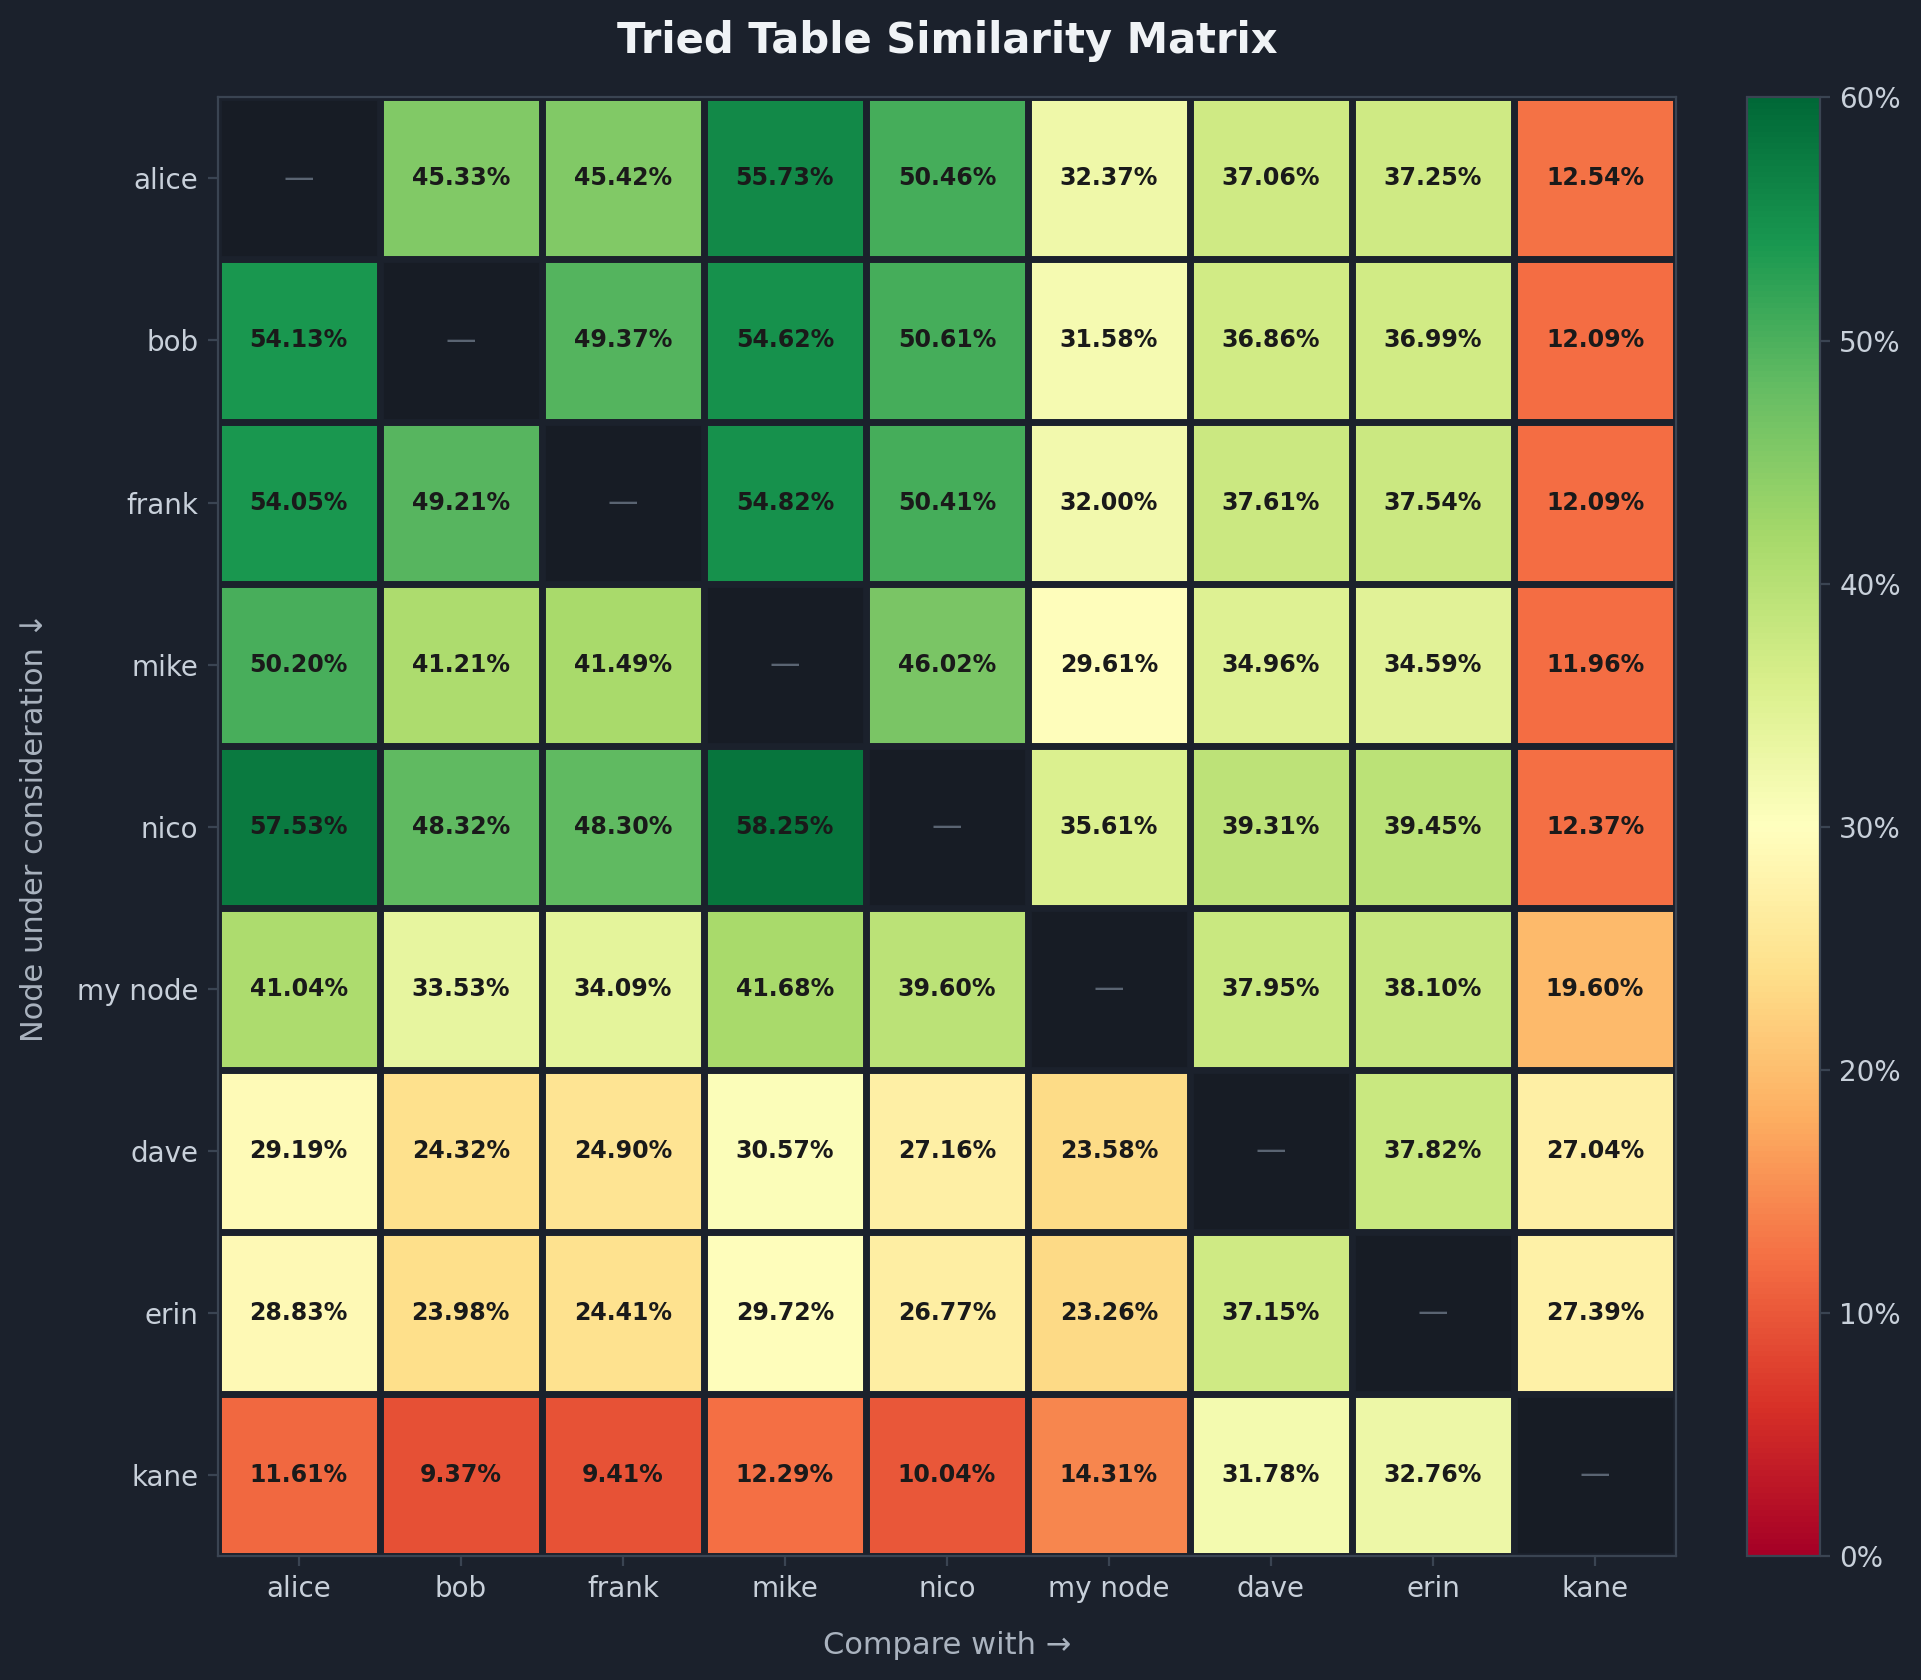 Tried Table Similarity Matrix
alice — 45.33% 45.42% 55.73% 50.46% 32.37% 37.06% 37.25% 12.54%
bob 54.13% — 49.37% 54.62% 50.61% 31.58% 36.86% 36.99% 12.09%
frank 54.05% 49.21% — 54.82% 50.41% 32.00% 37.61% 37.54% 12.09%
mike 50.20% 41.21% 41.49% — 46.02% 29.61% 34.96% 34.59% 11.96%
nico 57.53% 48.32% 48.30% 58.25% — 35.61% 39.31% 39.45% 12.37%
my node 41.04% 33.53% 34.09% 41.68% 39.60% — 37.95% 38.10% 19.60%
dave 29.19% 24.32% 24.90% 30.57% 27.16% 23.58% — 37.82% 27.04%
erin 28.83% 23.98% 24.41% 29.72% 26.77% 23.26% 37.15% — 27.39%
kane 11.61% 9.37% 9.41% 12.29% 10.04% 14.31% 31.78% 32.76% —
alice bob frank mike nico my node dave erin kane
Compare with →
Node under consideration →
60%
50%
40%
30%
20%
10%
0%